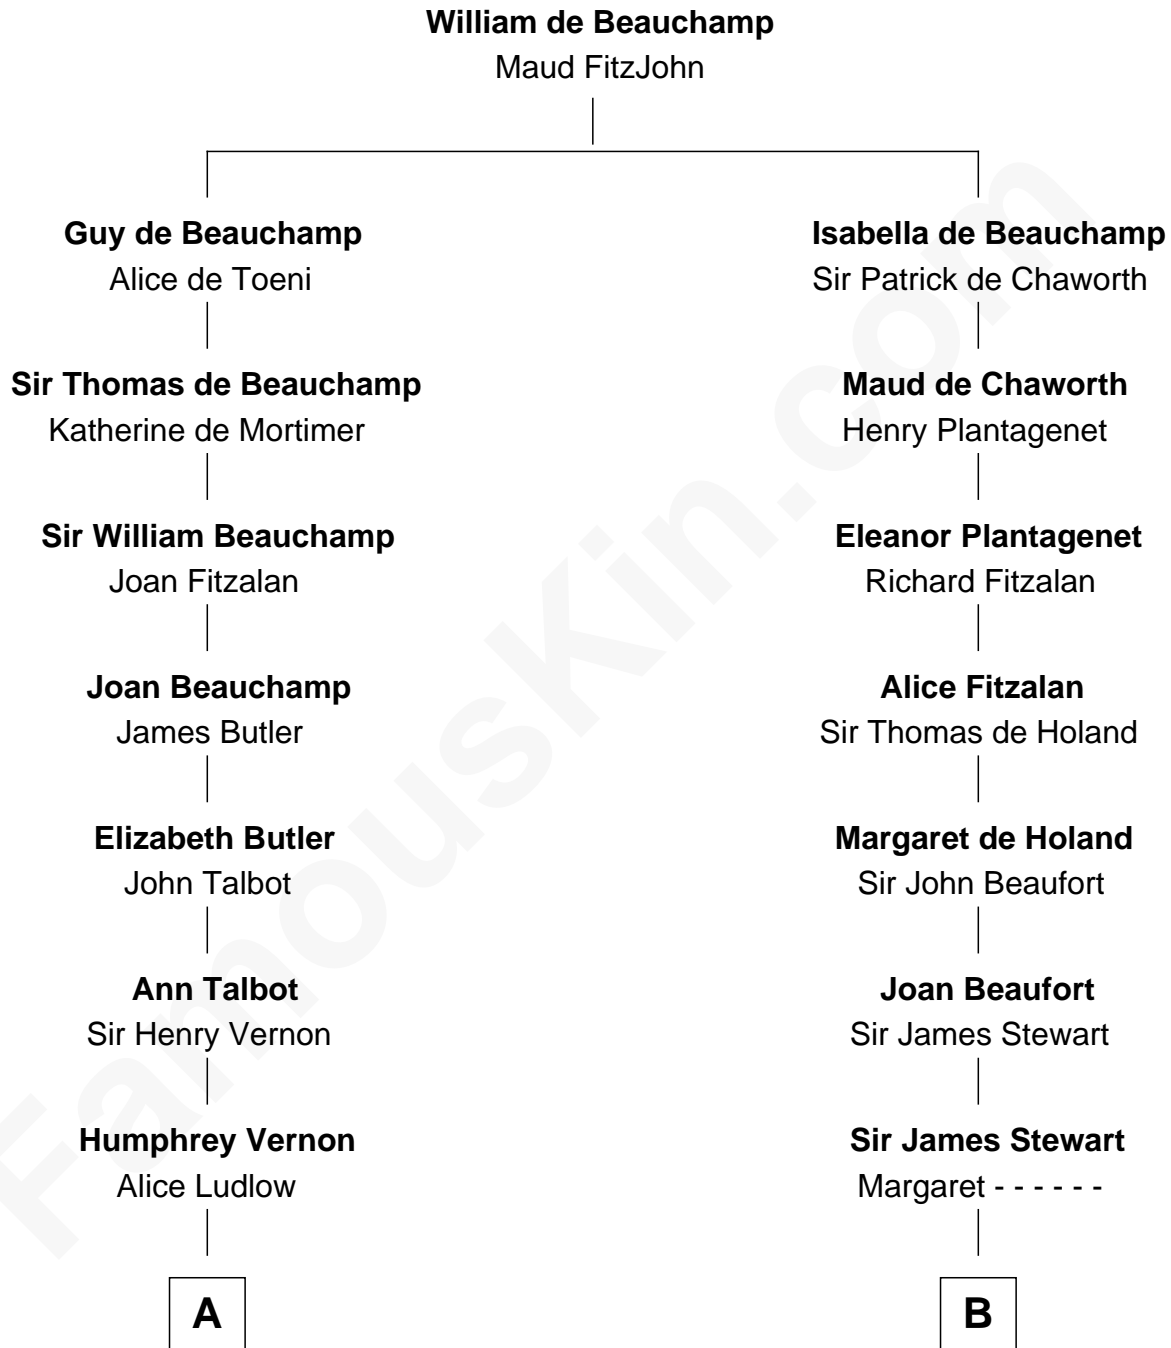 William de Beauchamp
Maud FitzJohn
Guy de Beauchamp
Alice de Toeni
Isabella de Beauchamp
Sir Patrick de Chaworth
Sir Thomas de Beauchamp
Katherine de Mortimer
Maud de Chaworth
Henry Plantagenet
Sir William Beauchamp
Joan Fitzalan
Eleanor Plantagenet
Richard Fitzalan
Joan Beauchamp
James Butler
Alice Fitzalan
Sir Thomas de Holand
Elizabeth Butler
John Talbot
Margaret de Holand
Sir John Beaufort
Ann Talbot
Sir Henry Vernon
Joan Beaufort
Sir James Stewart
Humphrey Vernon
Alice Ludlow
Sir James Stewart
Margaret - - - - - -
A
B
FamousKin.com